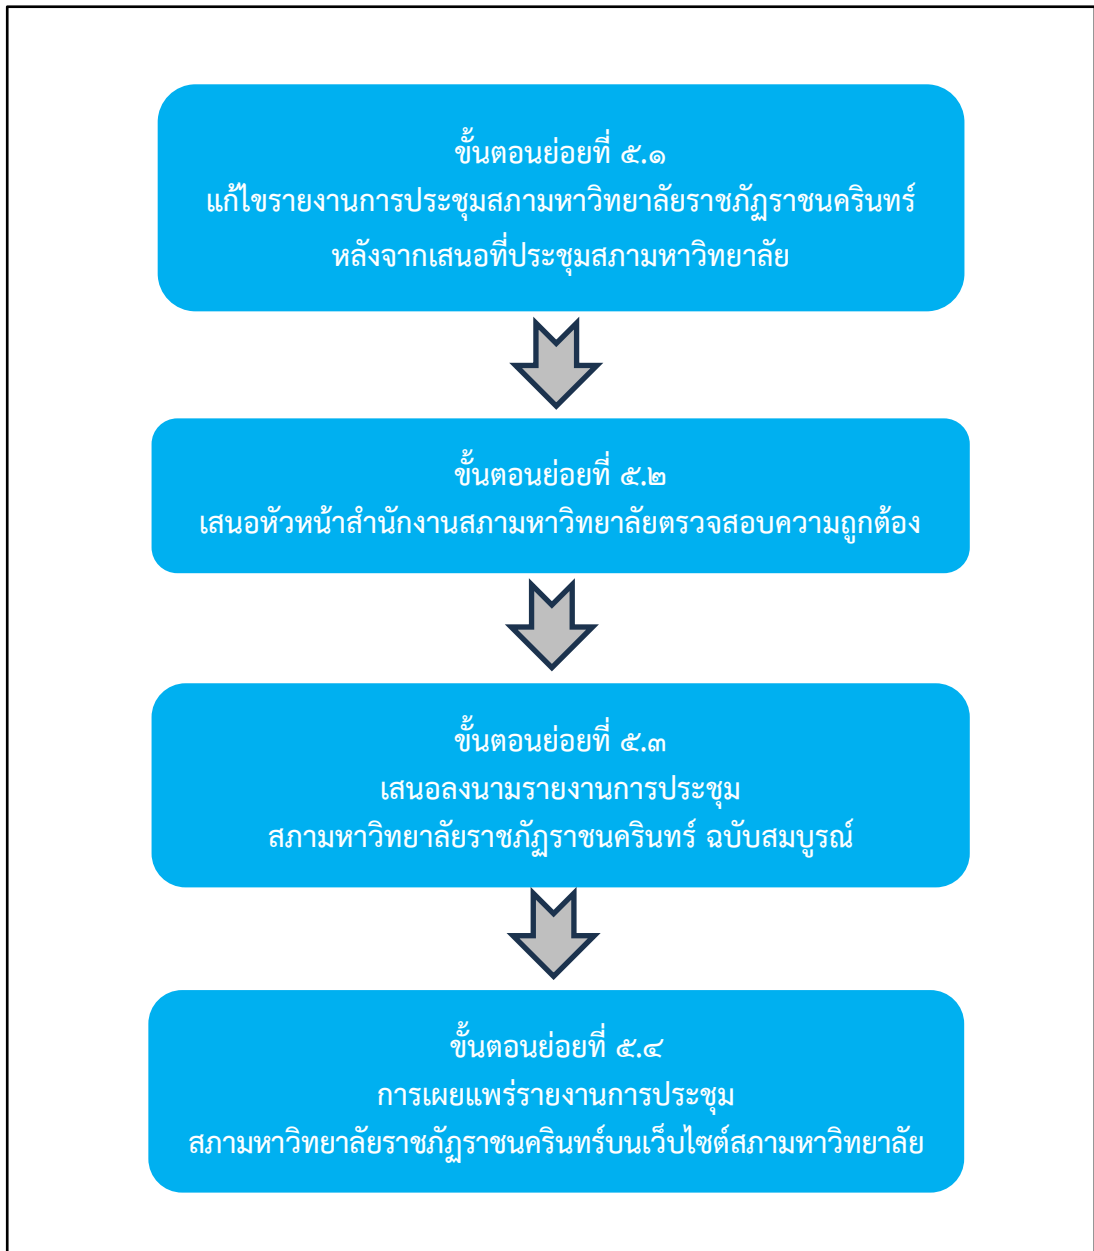 ขั้นตอนย่อยที่ ๕.๑
แก้ไขรายงานการประชุมสภามหาวิทยาลัยราชภัฏราชนครินทร์
หลังจากเสนอที่ประชุมสภามหาวิทยาลัย
ขั้นตอนย่อยที่ ๕.๒
เสนอหัวหน้าสำนักงานสภามหาวิทยาลัยตรวจสอบความถูกต้อง
ขั้นตอนย่อยที่ ๕.๓
เสนอลงนามรายงานการประชุม
สภามหาวิทยาลัยราชภัฏราชนครินทร์ ฉบับสมบูรณ์
ขั้นตอนย่อยที่ ๕.๔
การเผยแพร่รายงานการประชุม
สภามหาวิทยาลัยราชภัฏราชนครินทร์บนเว็บไซต์สภามหาวิทยาลัย